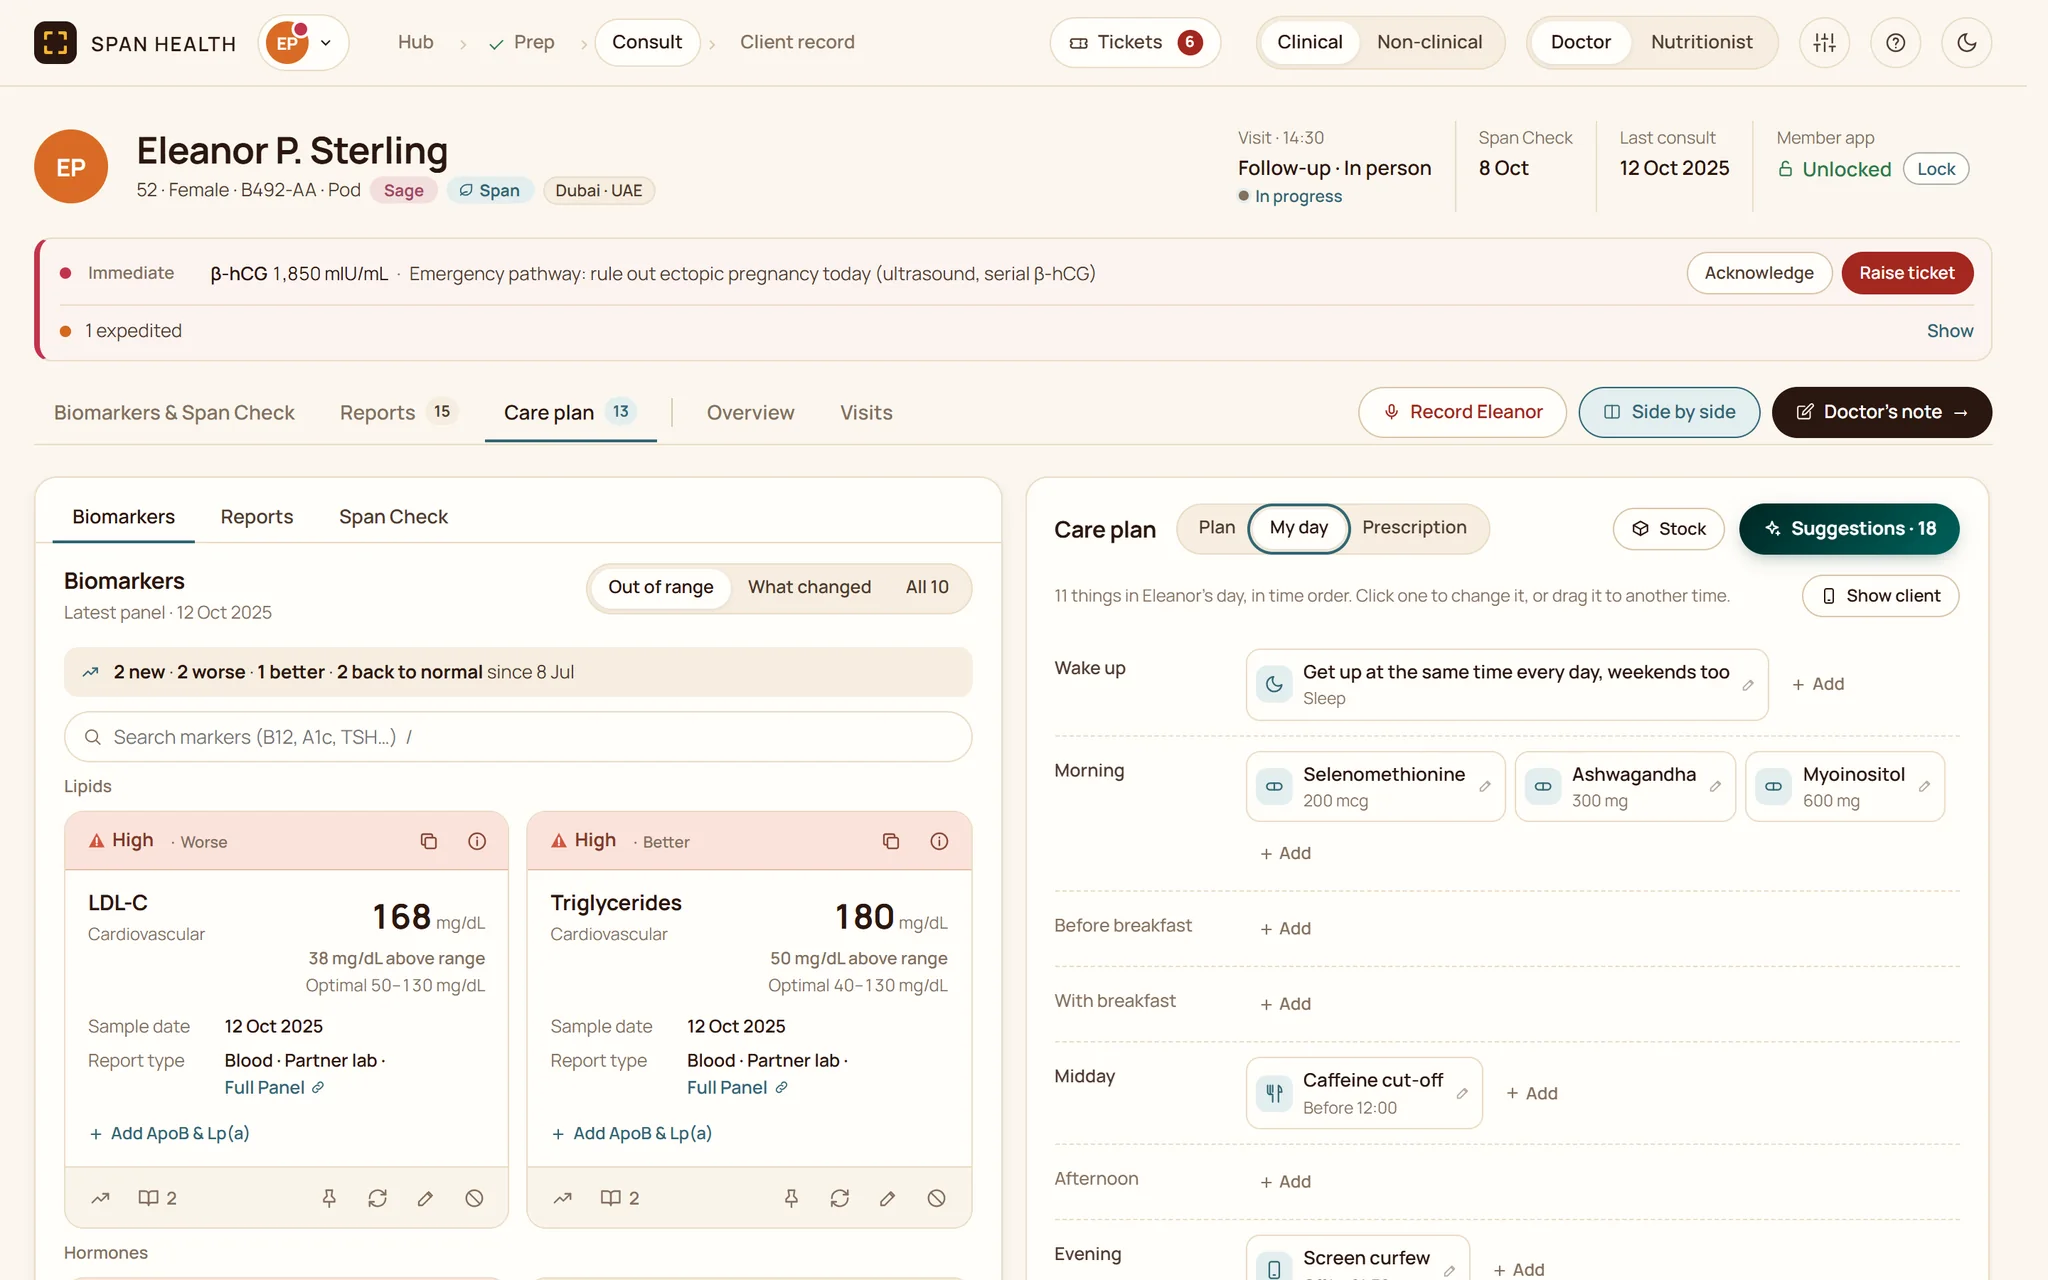 SPAN HEALTH
EP
Hub
Prep
Consult
Client record
Tickets 6
Clinical
Non-clinical
Doctor
Nutritionist
EP
Eleanor P. Sterling
52 · Female · B492-AA · Pod Sage Span Dubai · UAE
Visit · 14:30
Follow-up · In person
In progress
Span Check
8 Oct
Last consult
12 Oct 2025
Member app
Unlocked
Lock
Immediate β-hCG 1,850 mIU/mL · Emergency pathway: rule out ectopic pregnancy today (ultrasound, serial β-hCG)
Acknowledge
Raise ticket
1 expedited
Show
Biomarkers & Span Check
Reports 15
Care plan 13
Overview
Visits
Record Eleanor
Side by side
Doctor's note →
Biomarkers
Reports
Span Check
Biomarkers
Latest panel · 12 Oct 2025
Out of range
What changed
All 10
2 new · 2 worse · 1 better · 2 back to normal since 8 Jul
Search markers (B12, A1c, TSH...) /
Lipids
High · Worse
LDL-C
Cardiovascular
168 mg/dL
38 mg/dL above range
Optimal 50–130 mg/dL
Sample date 12 Oct 2025
Report type Blood · Partner lab ·
Full Panel
+ Add ApoB & Lp(a)
2
High · Better
Triglycerides
Cardiovascular
180 mg/dL
50 mg/dL above range
Optimal 40–130 mg/dL
Sample date 12 Oct 2025
Report type Blood · Partner lab ·
Full Panel
+ Add ApoB & Lp(a)
2
Hormones
Care plan
Plan
My day
Prescription
Stock
Suggestions · 18
11 things in Eleanor's day, in time order. Click one to change it, or drag it to another time.
Show client
Wake up
Get up at the same time every day, weekends too
Sleep
+ Add
Morning
Selenomethionine
200 mcg
Ashwagandha
300 mg
Myoinositol
600 mg
+ Add
Before breakfast
+ Add
With breakfast
+ Add
Midday
Caffeine cut-off
Before 12:00
+ Add
Afternoon
+ Add
Evening
Screen curfew
+ Add